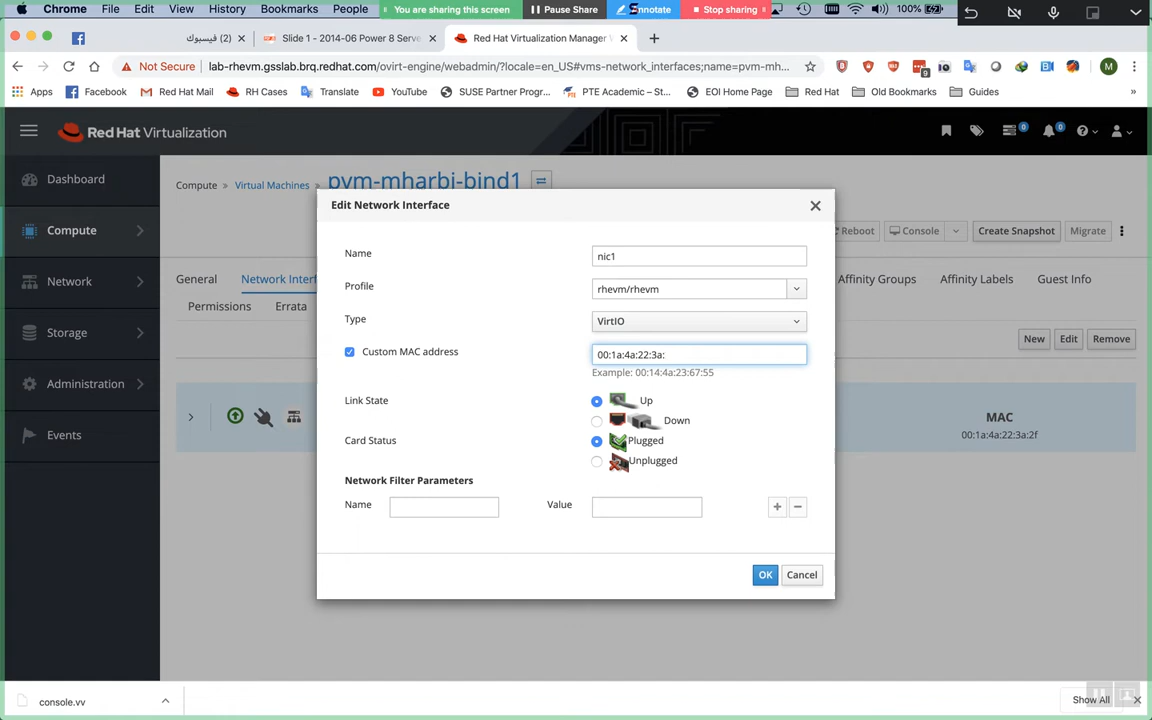 Chrome File Edit View History Bookmarks People You are sharing this screen Pause Share Annotate Stop sharing 100%
(2) فيسبوك Slide 1 - 2014-06 Power 8 Serve Red Hat Virtualization Manager
Not Secure lab-rhevm.gsslab.brq.redhat.com/ovirt-engine/webadmin/?locale=en_US#vms-network_interfaces;name=pvm-mh... 9 M
Apps Facebook Red Hat Mail RH Cases Translate YouTube SUSE Partner Progr... PTE Academic – St... EOI Home Page Red Hat Old Bookmarks Guides »
Red Hat Virtualization 0 0
Dashboard
Compute
Network
Storage
Administration
Events
Compute » Virtual Machines » pvm-mharbi-bind1
Reboot Console Create Snapshot Migrate
General Network Interf Affinity Groups Affinity Labels Guest Info
Permissions Errata
New Edit Remove
MAC
00:1a:4a:22:3a:2f
Edit Network Interface
Name nic1
Profile rhevm/rhevm
Type VirtIO
Custom MAC address 00:1a:4a:22:3a:
Example: 00:14:4a:23:67:55
Link State Up
Down
Card Status Plugged
Unplugged
Network Filter Parameters
Name Value + −
OK Cancel
console.vv Show All